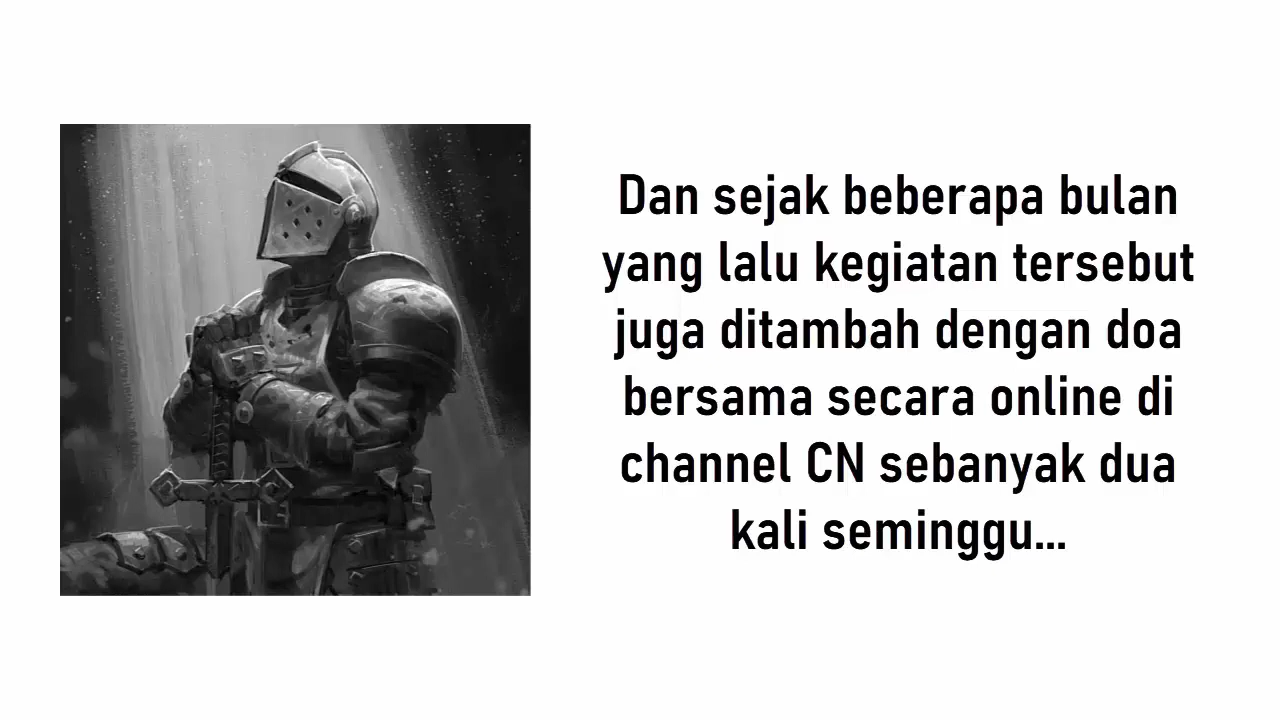 Dan sejak beberapa bulan
yang lalu kegiatan tersebut
juga ditambah dengan doa
bersama secara online di
channel CN sebanyak dua
kali seminggu...